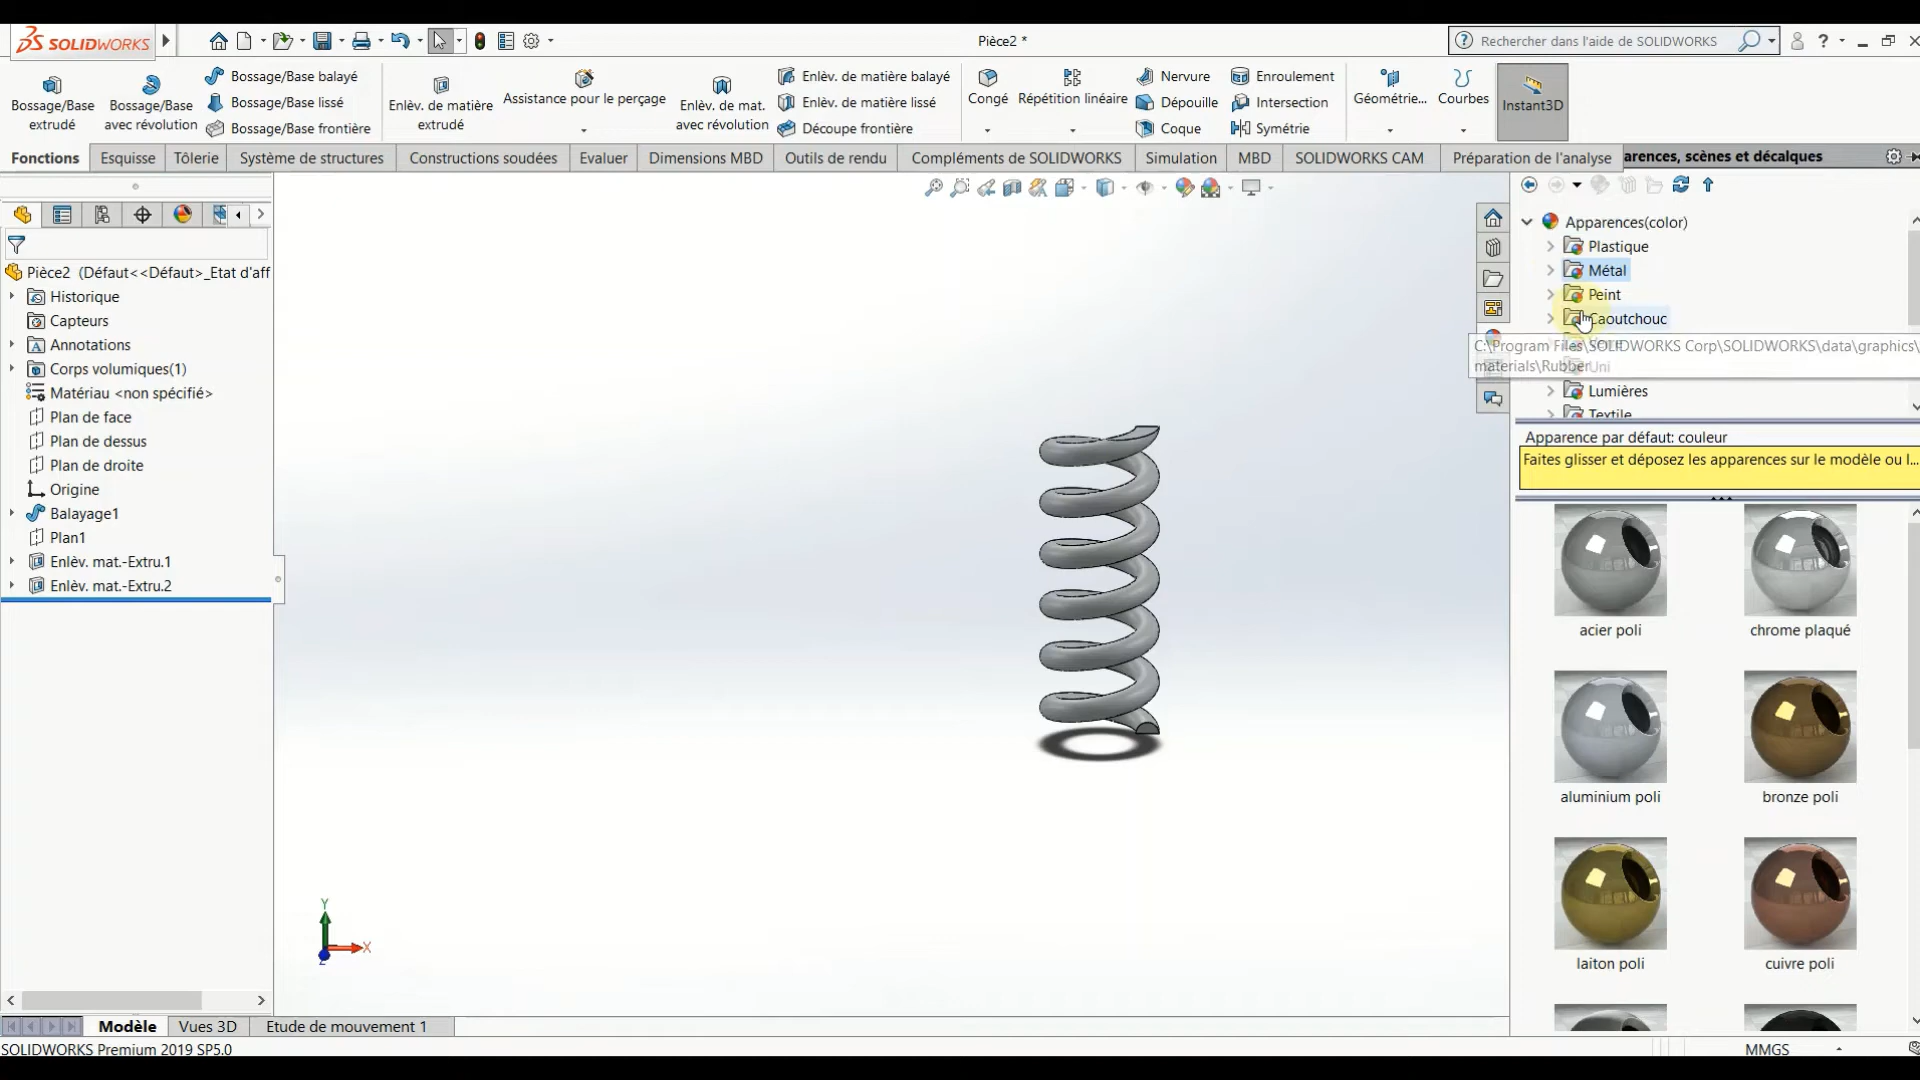 SOLIDWORKS
Pièce2 *
Rechercher dans l'aide de SOLIDWORKS
?
Bossage/Base
extrudé
Bossage/Base
avec révolution
Bossage/Base balayé
Bossage/Base lissé
Bossage/Base frontière
Enlèv. de matière
extrudé
Assistance pour le perçage
Enlèv. de mat.
avec révolution
Enlèv. de matière balayé
Enlèv. de matière lissé
Découpe frontière
Congé
Répétition linéaire
Nervure
Dépouille
Coque
Enroulement
Intersection
Symétrie
Géométrie...
Courbes
Instant3D
Fonctions
Esquisse
Tôlerie
Système de structures
Constructions soudées
Evaluer
Dimensions MBD
Outils de rendu
Compléments de SOLIDWORKS
Simulation
MBD
SOLIDWORKS CAM
Préparation de l'analyse
arences, scènes et décalques
Pièce2 (Défaut<<Défaut>_Etat d'aff
Historique
Capteurs
Annotations
Corps volumiques(1)
Matériau <non spécifié>
Plan de face
Plan de dessus
Plan de droite
Origine
Balayage1
Plan1
Enlèv. mat.-Extru.1
Enlèv. mat.-Extru.2
Y
X
Z
Apparences(color)
Plastique
Métal
Peint
Caoutchouc
C:\Program Files\SOLIDWORKS Corp\SOLIDWORKS\data\graphics\
materials\Rubber
Uni
Lumières
Textile
Apparence par défaut: couleur
Faites glisser et déposez les apparences sur le modèle ou l...
acier poli
chrome plaqué
aluminium poli
bronze poli
laiton poli
cuivre poli
Modèle
Vues 3D
Etude de mouvement 1
SOLIDWORKS Premium 2019 SP5.0
MMGS